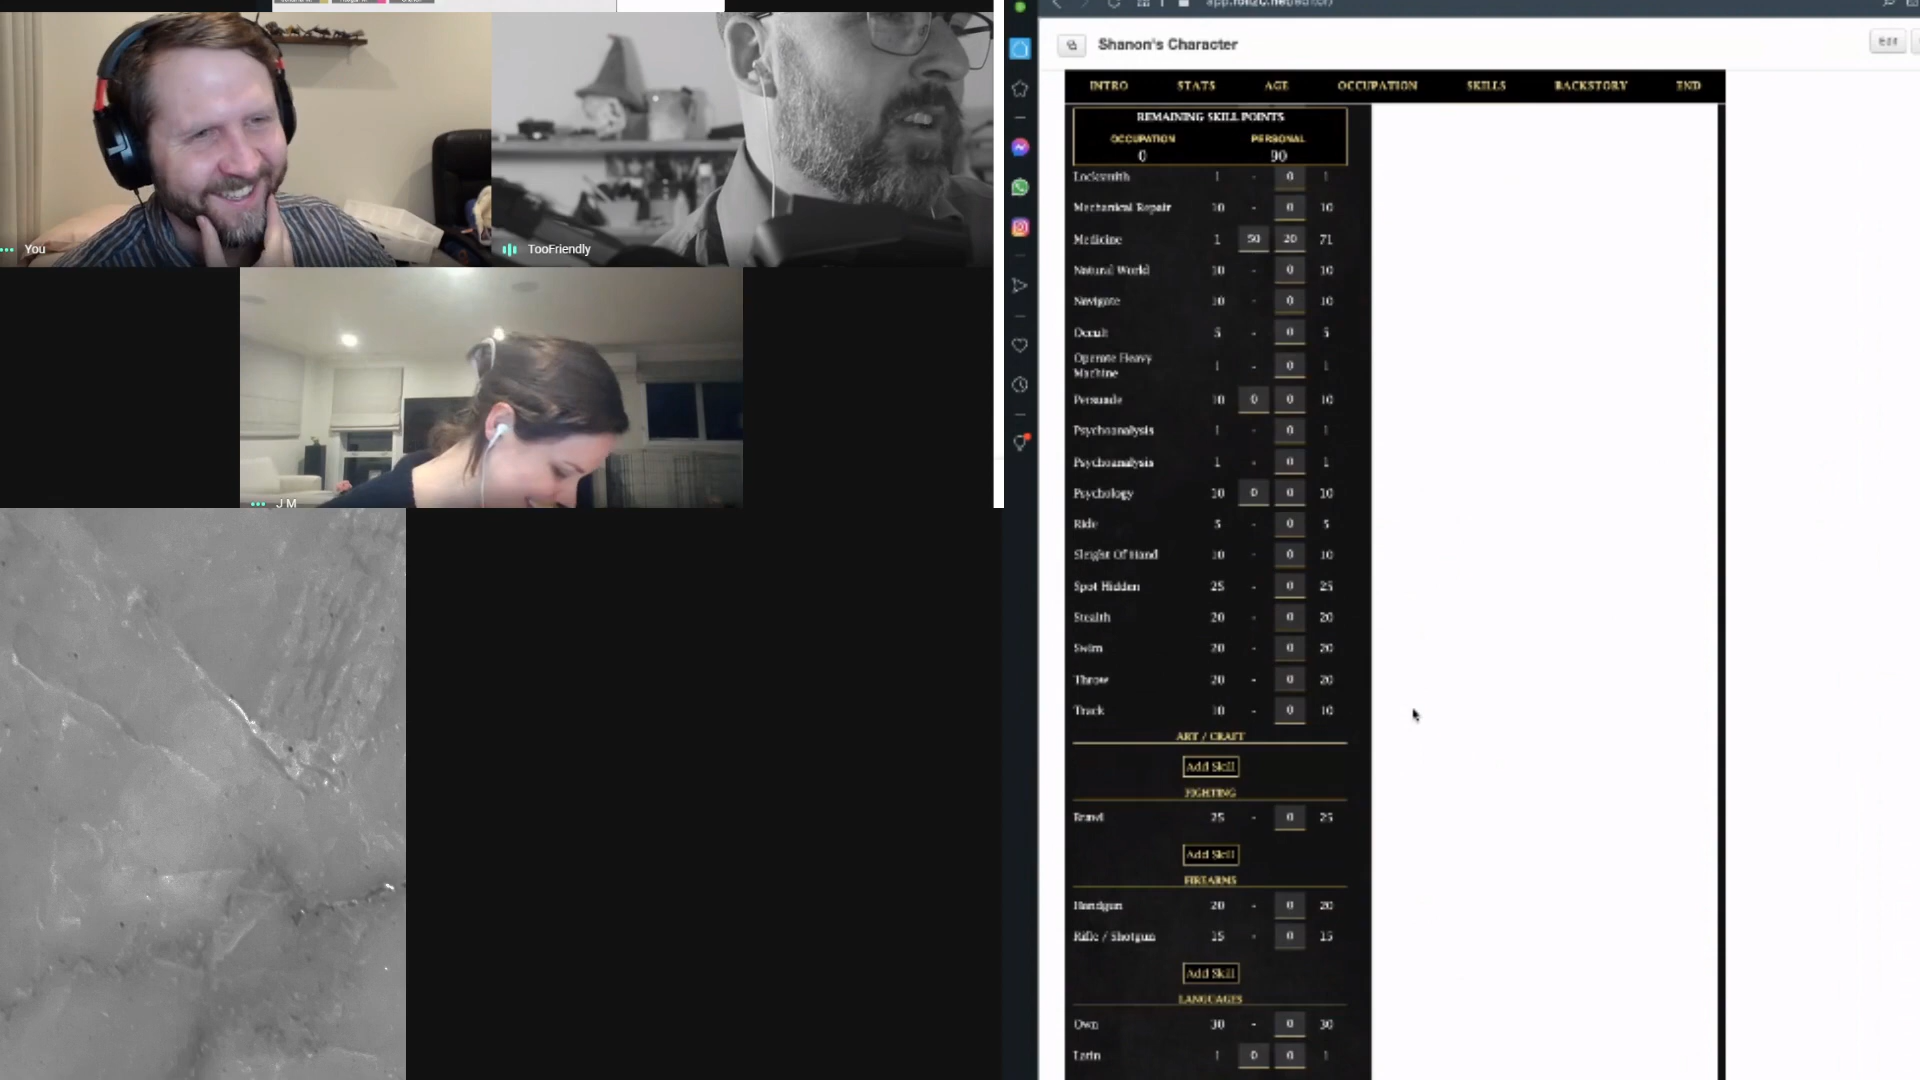 You
TooFriendly
J M
Shanon's Character
Edit
INTRO STATS AGE OCCUPATION SKILLS BACKSTORY END
REMAINING SKILL POINTS
OCCUPATION PERSONAL
0 90
Locksmith 1 - 0 1
Mechanical Repair 10 - 0 10
Medicine 1 50 20 71
Natural World 10 - 0 10
Navigate 10 - 0 10
Occult 5 - 0 5
Operate Heavy
Machine 1 - 0 1
Persuade 10 0 0 10
Psychoanalysis 1 - 0 1
Psychoanalysis 1 - 0 1
Psychology 10 0 0 10
Ride 5 - 0 5
Sleight Of Hand 10 - 0 10
Spot Hidden 25 - 0 25
Stealth 20 - 0 20
Swim 20 - 0 20
Throw 20 - 0 20
Track 10 - 0 10
ART / CRAFT
Add Skill
FIGHTING
Brawl 25 - 0 25
Add Skill
FIREARMS
Handgun 20 - 0 20
Rifle / Shotgun 15 - 0 15
Add Skill
LANGUAGES
Own 30 - 0 30
Latin 1 0 0 1